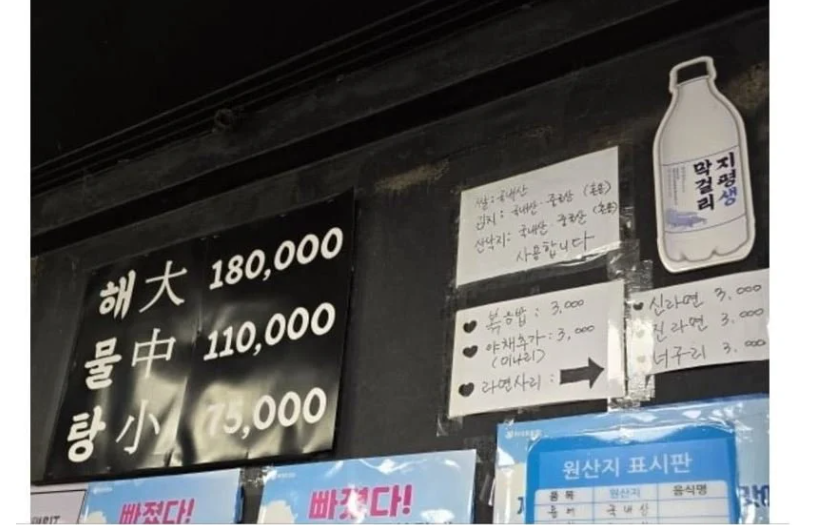 해 大 180,000
물 中 110,000
탕 小 75,000
쌀: 국내산
김치: 국내산·중국산 (혼용)
산낙지: 국내산·중국산 (혼용)
사용합니다
볶음밥 : 3,000
야채추가 : 3,000
(미나리)
라면사리 :
신라면 3,000
진라면 3,000
너구리 3,000
지평생
막걸리
빠졌다!
빠졌다!
원산지 표시판
품목 원산지 음식명
국내산